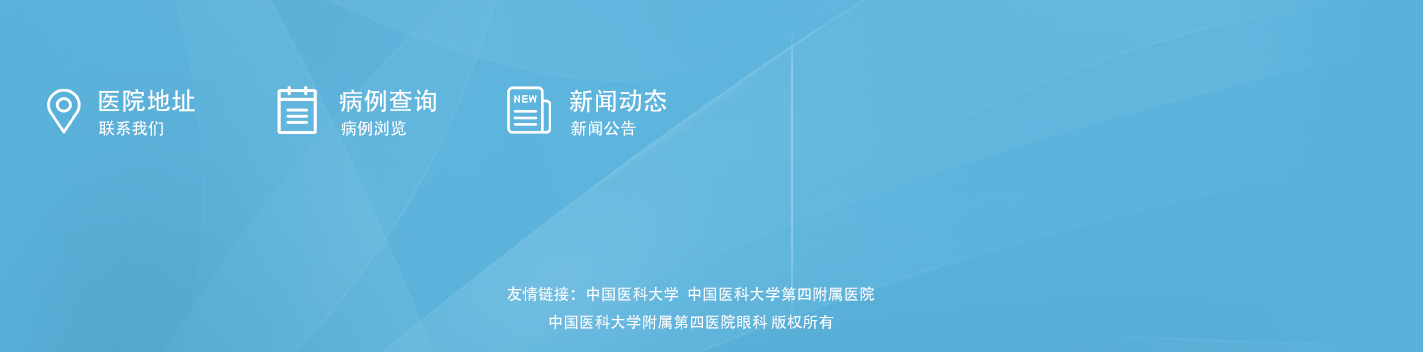 医院地址
联系我们
病例查询
病例浏览
NEW
新闻动态
新闻公告
友情链接：中国医科大学 中国医科大学第四附属医院
中国医科大学附属第四医院眼科 版权所有